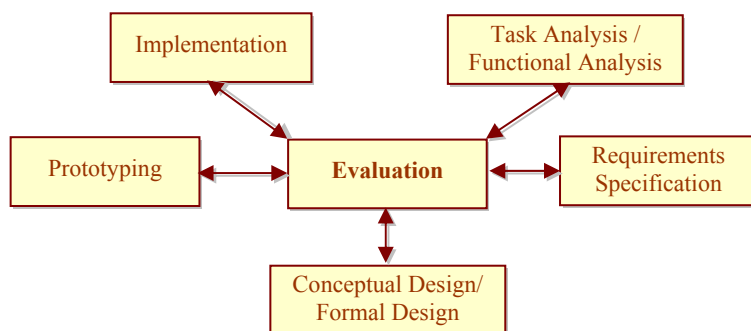 Implementation
Task Analysis /
Functional Analysis
Prototyping
Evaluation
Requirements
Specification
Conceptual Design/
Formal Design